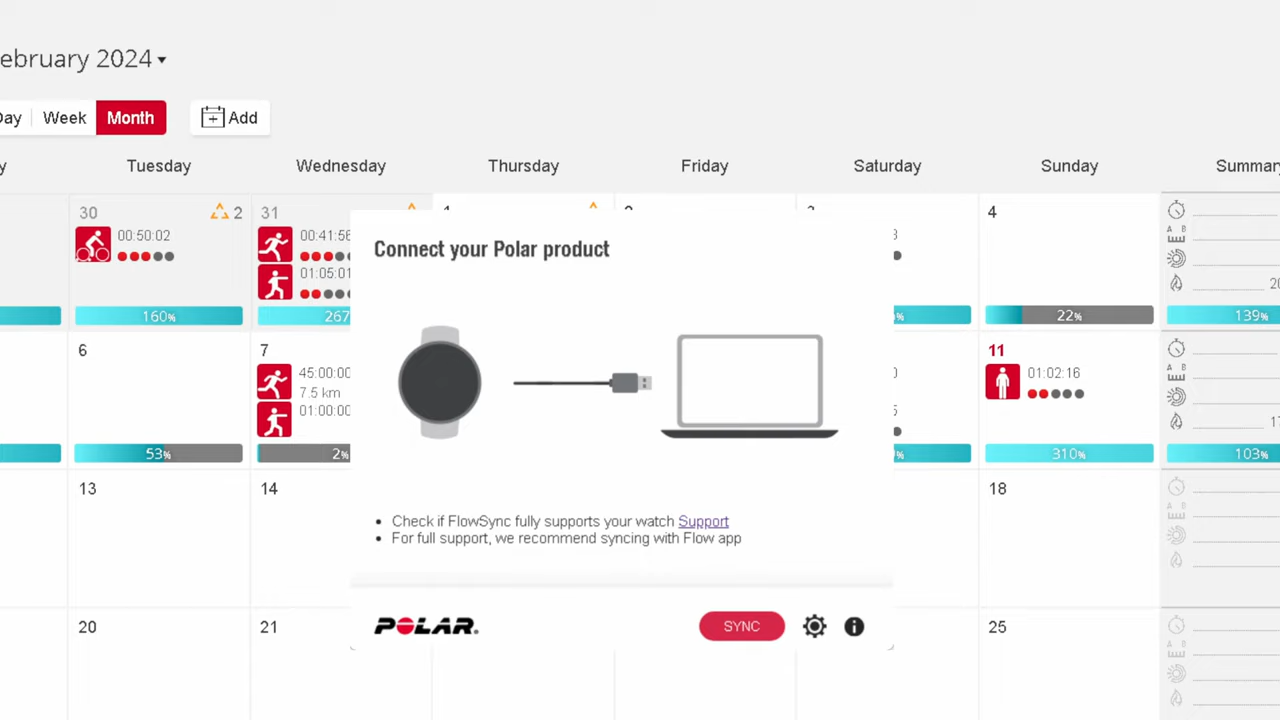 ebruary 2024
Day
Week
Month
Add
y
Tuesday
Wednesday
Thursday
Friday
Saturday
Sunday
Summary
30
2
00:50:02
160%
31
00:41:56
01:05:01
267
4
22%
139%
6
53%
7
45:00:00
7.5 km
01:00:00
2%
11
01:02:16
310%
A B
103%
13
14
18
20
21
25
Connect your Polar product
Check if FlowSync fully supports your watch Support
For full support, we recommend syncing with Flow app
POLAR
SYNC